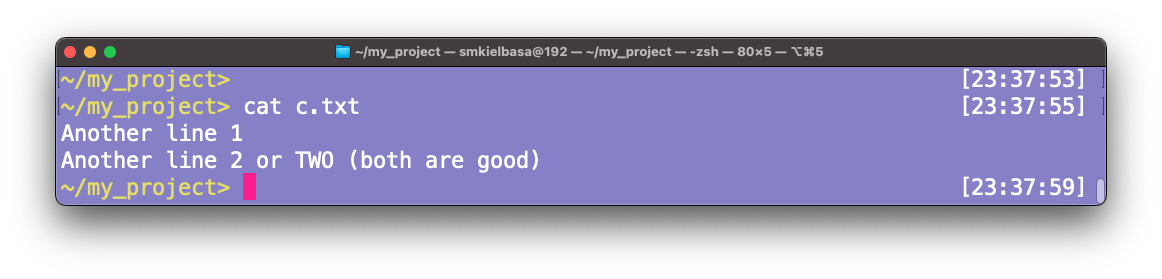 ~/my_project — smkielbasa@192 — ~/my_project — -zsh — 80×5 — ⌥⌘5
~/my_project> [23:37:53]
~/my_project> cat c.txt [23:37:55]
Another line 1
Another line 2 or TWO (both are good)
~/my_project> [23:37:59]